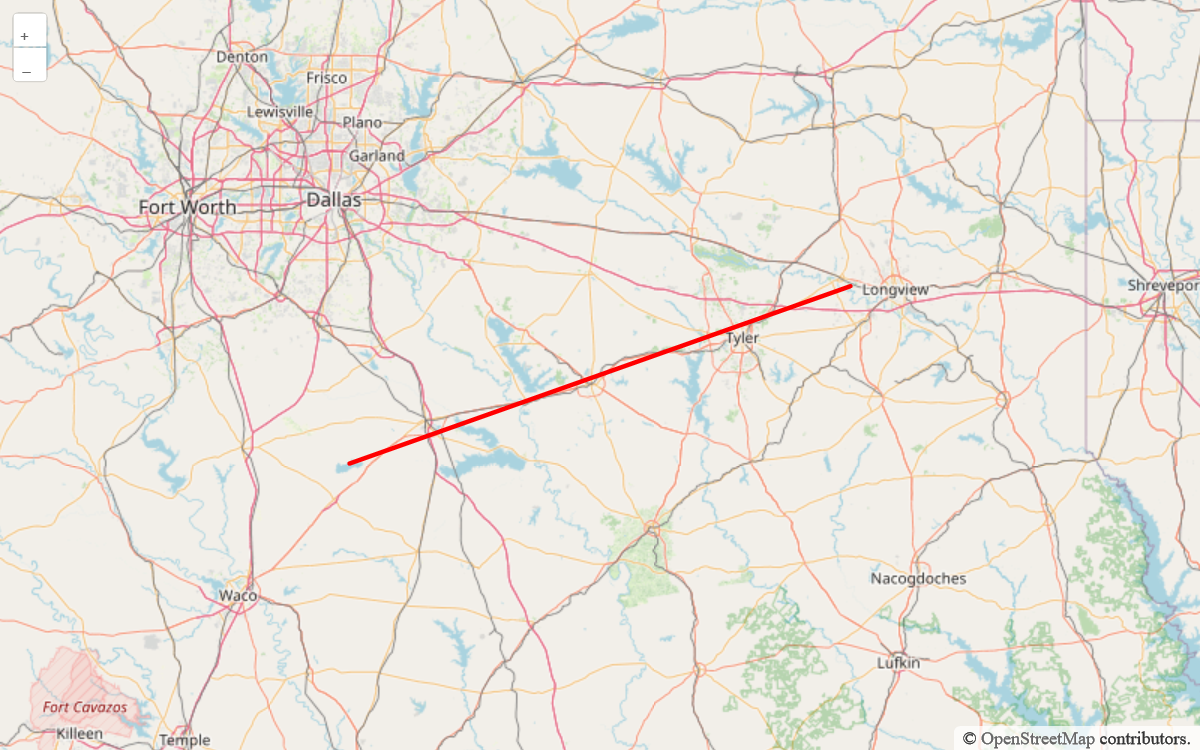 +
−
Denton
Frisco
Lewisville
Plano
Garland
Fort Worth
Dallas
Longview
Shrevepor
Tyler
Nacogdoches
Waco
Lufkin
Fort Cavazos
Killeen
Temple
© OpenStreetMap contributors.